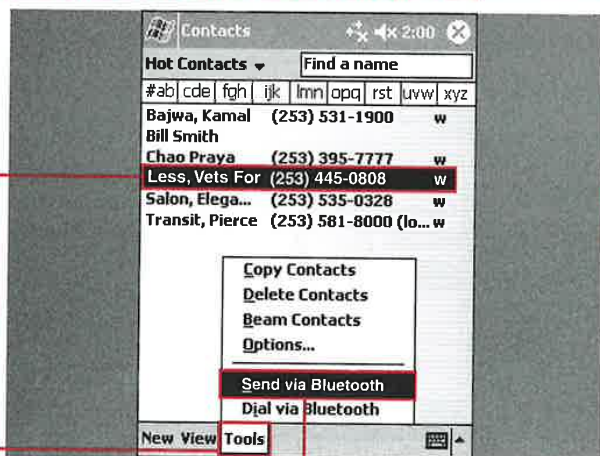 Contacts 2:00
Hot Contacts Find a name
#ab cde fgh ijk lmn opq rst uvw xyz
Bajwa, Kamal (253) 531-1900 w
Bill Smith
Chao Praya (253) 395-7777 w
Less, Vets For (253) 445-0808 w
Salon, Elega... (253) 535-0328 w
Transit, Pierce (253) 581-8000 (lo... w
Copy Contacts
Delete Contacts
Beam Contacts
Options...
Send via Bluetooth
Dial via Bluetooth
New View Tools